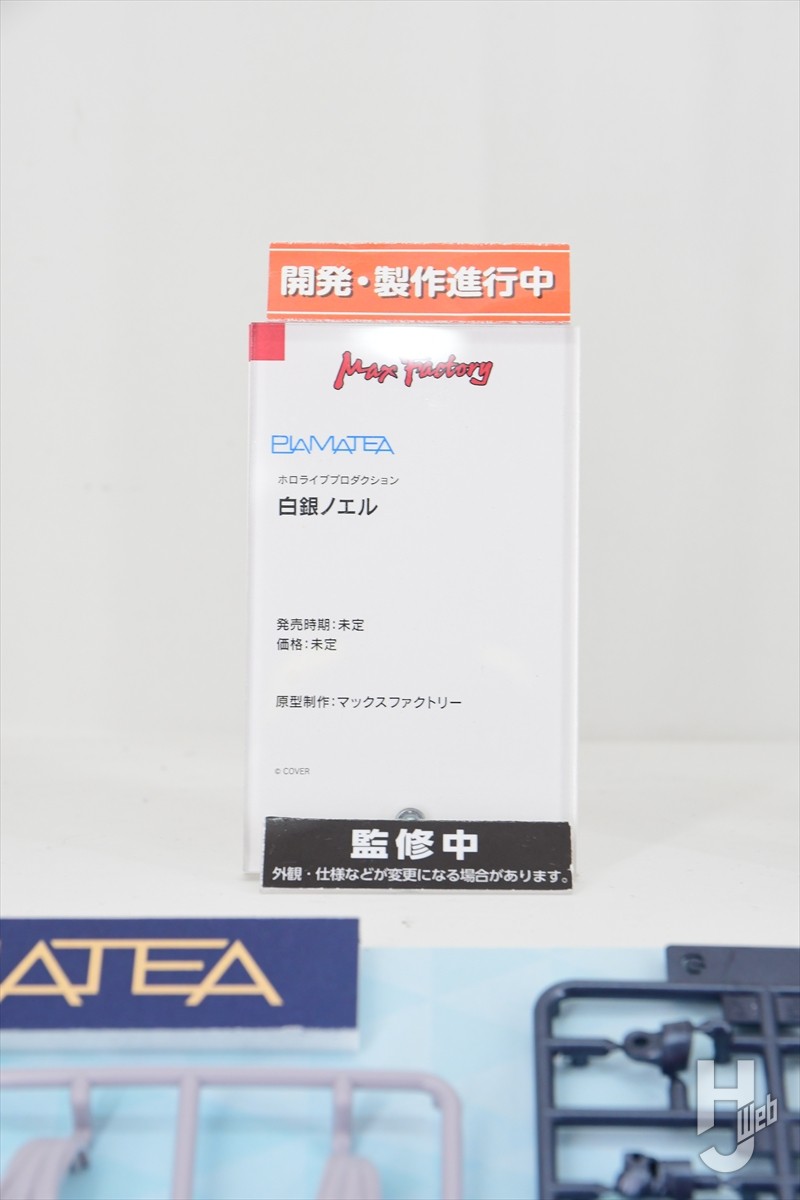 開発・製作進行中
Max Factory
PLAMATEA
ホロライブプロダクション
白銀ノエル
発売時期：未定
価格：未定
原型制作：マックスファクトリー
© COVER
監修中
外観・仕様などが変更になる場合があります。
ATEA
HJ Web